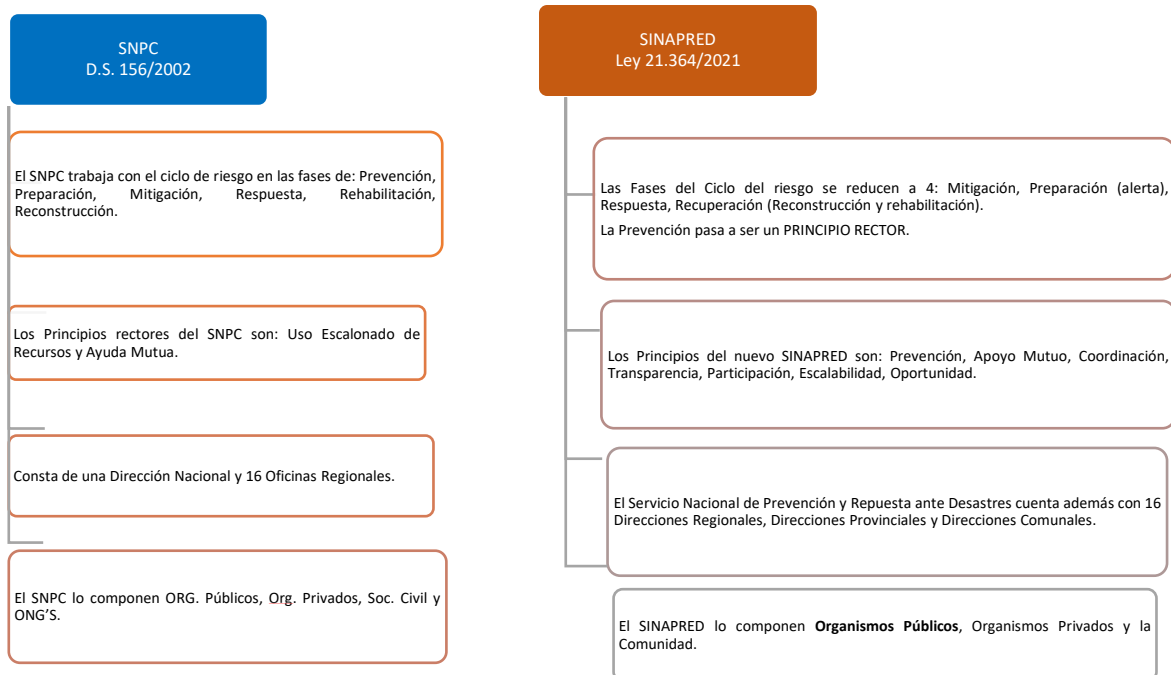 SNPC
D.S. 156/2002
El SNPC trabaja con el ciclo de riesgo en las fases de: Prevención,
Preparación, Mitigación, Respuesta, Rehabilitación,
Reconstrucción.
Los Principios rectores del SNPC son: Uso Escalonado de
Recursos y Ayuda Mutua.
Consta de una Dirección Nacional y 16 Oficinas Regionales.
El SNPC lo componen ORG. Públicos, Org. Privados, Soc. Civil y
ONG’S.
SINAPRED
Ley 21.364/2021
Las Fases del Ciclo del riesgo se reducen a 4: Mitigación, Preparación (alerta),
Respuesta, Recuperación (Reconstrucción y rehabilitación).
La Prevención pasa a ser un PRINCIPIO RECTOR.
Los Principios del nuevo SINAPRED son: Prevención, Apoyo Mutuo, Coordinación,
Transparencia, Participación, Escalabilidad, Oportunidad.
El Servicio Nacional de Prevención y Repuesta ante Desastres cuenta además con 16
Direcciones Regionales, Direcciones Provinciales y Direcciones Comunales.
El SINAPRED lo componen Organismos Públicos, Organismos Privados y la
Comunidad.